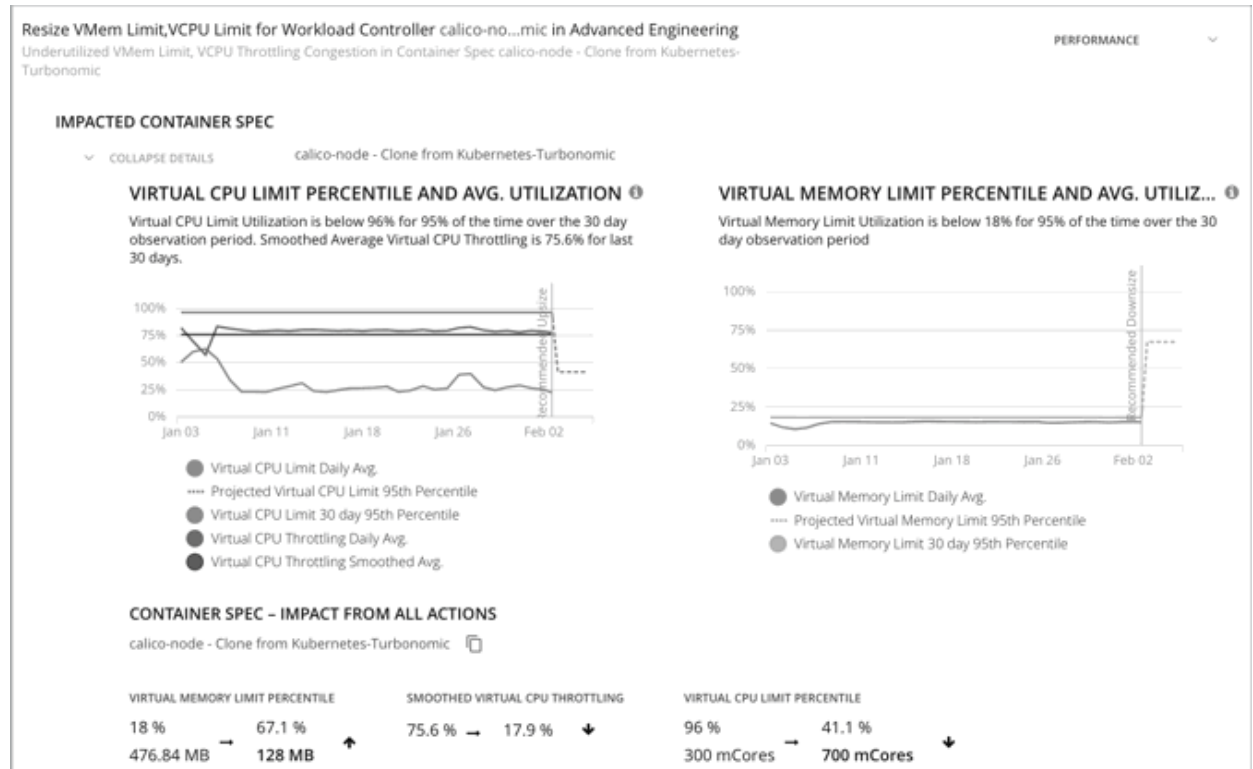 Resize VMem Limit,VCPU Limit for Workload Controller calico-no...mic in Advanced Engineering
Underutilized VMem Limit, VCPU Throttling Congestion in Container Spec calico-node - Clone from Kubernetes-
Turbonomic
PERFORMANCE
IMPACTED CONTAINER SPEC
COLLAPSE DETAILS
calico-node - Clone from Kubernetes-Turbonomic
VIRTUAL CPU LIMIT PERCENTILE AND AVG. UTILIZATION
Virtual CPU Limit Utilization is below 96% for 95% of the time over the 30 day
observation period. Smoothed Average Virtual CPU Throttling is 75.6% for last
30 days.
100%
75%
50%
25%
0%
Recommended Upsize
Jan 03 Jan 11 Jan 18 Jan 26 Feb 02
Virtual CPU Limit Daily Avg.
Projected Virtual CPU Limit 95th Percentile
Virtual CPU Limit 30 day 95th Percentile
Virtual CPU Throttling Daily Avg.
Virtual CPU Throttling Smoothed Avg.
VIRTUAL MEMORY LIMIT PERCENTILE AND AVG. UTILIZ...
Virtual Memory Limit Utilization is below 18% for 95% of the time over the 30
day observation period
100%
75%
50%
25%
0%
Recommended Downsize
Jan 03 Jan 11 Jan 18 Jan 26 Feb 02
Virtual Memory Limit Daily Avg.
Projected Virtual Memory Limit 95th Percentile
Virtual Memory Limit 30 day 95th Percentile
CONTAINER SPEC – IMPACT FROM ALL ACTIONS
calico-node - Clone from Kubernetes-Turbonomic
VIRTUAL MEMORY LIMIT PERCENTILE
18 % → 67.1 % ↑
476.84 MB 128 MB
SMOOTHED VIRTUAL CPU THROTTLING
75.6 % → 17.9 % ↓
VIRTUAL CPU LIMIT PERCENTILE
96 % → 41.1 % ↓
300 mCores 700 mCores